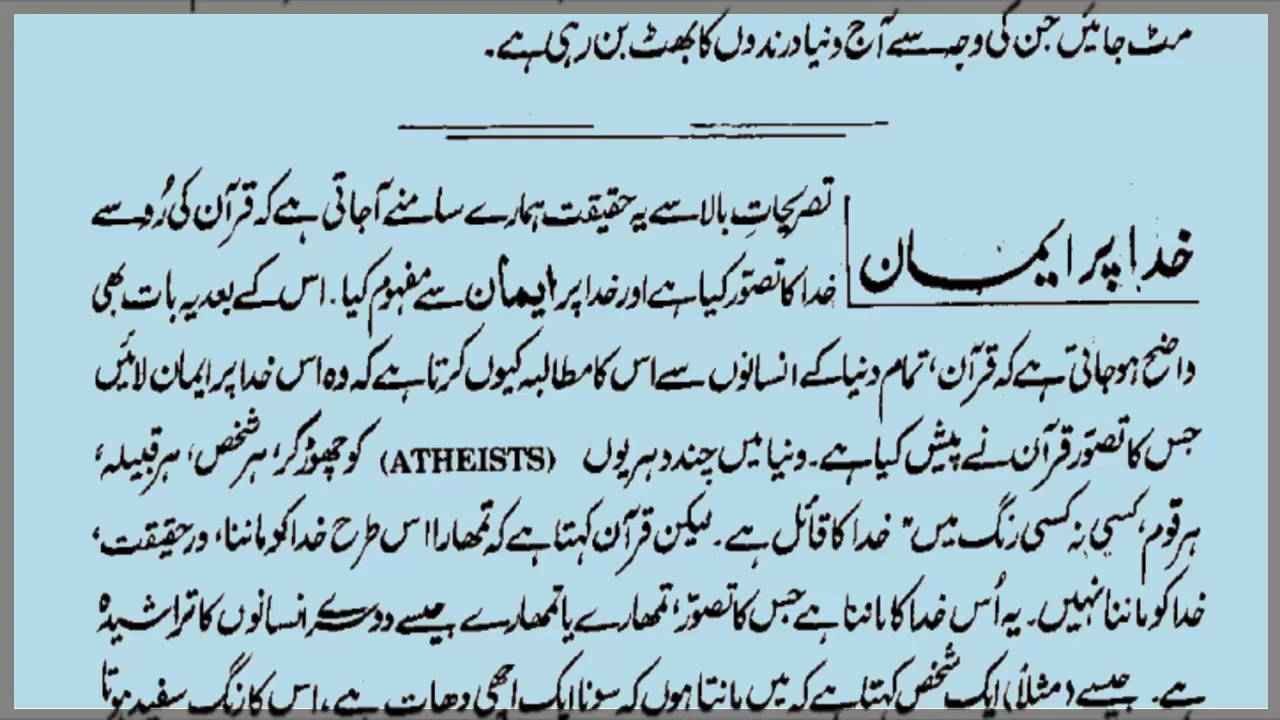 مٹ جائیں جن کی وجہ سے آج دنیا درندوں کا بھٹ بن رہی ہے۔
خدا پر ایمان
تصریحاتِ بالا سے یہ حقیقت ہمارے سامنے آجاتی ہے کہ قرآن کی رُو سے
خدا کا تصوّر کیا ہے اور خدا پر ایمان سے مفہوم کیا۔ اس کے بعد یہ بات بھی
واضح ہوجاتی ہے کہ قرآن، تمام دنیا کے انسانوں سے اس کا مطالبہ کیوں کرتا ہے کہ وہ اس خدا پر ایمان لائیں
جس کا تصوّر قرآن نے پیش کیا ہے۔ دنیا میں چند دہریوں (ATHEISTS) کو چھوڑ کر، ہر شخص، ہر قبیلہ،
ہر قوم، کسی نہ کسی رنگ میں "خدا کا قائل ہے۔ لیکن قرآن کہتا ہے کہ تمھارا اس طرح خدا کو ماننا، درحقیقت،
خدا کو ماننا نہیں۔ یہ اُس خدا کا ماننا ہے جس کا تصوّر، تمھارے یا تمھارے جیسے دوسرے انسانوں کا تراشیدہ
ہے۔ جیسے (مثلاً) ایک شخص کہتا ہے کہ میں مانتا ہوں کہ سونا ایک اچھی دھات ہے، اس کا رنگ سفید ہوتا